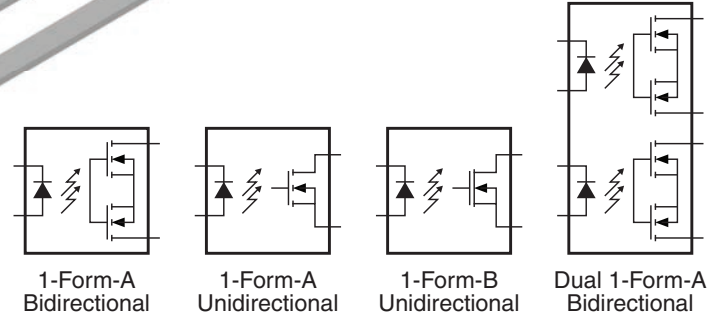 1-Form-A
Bidirectional
1-Form-A
Unidirectional
1-Form-B
Unidirectional
Dual 1-Form-A
Bidirectional